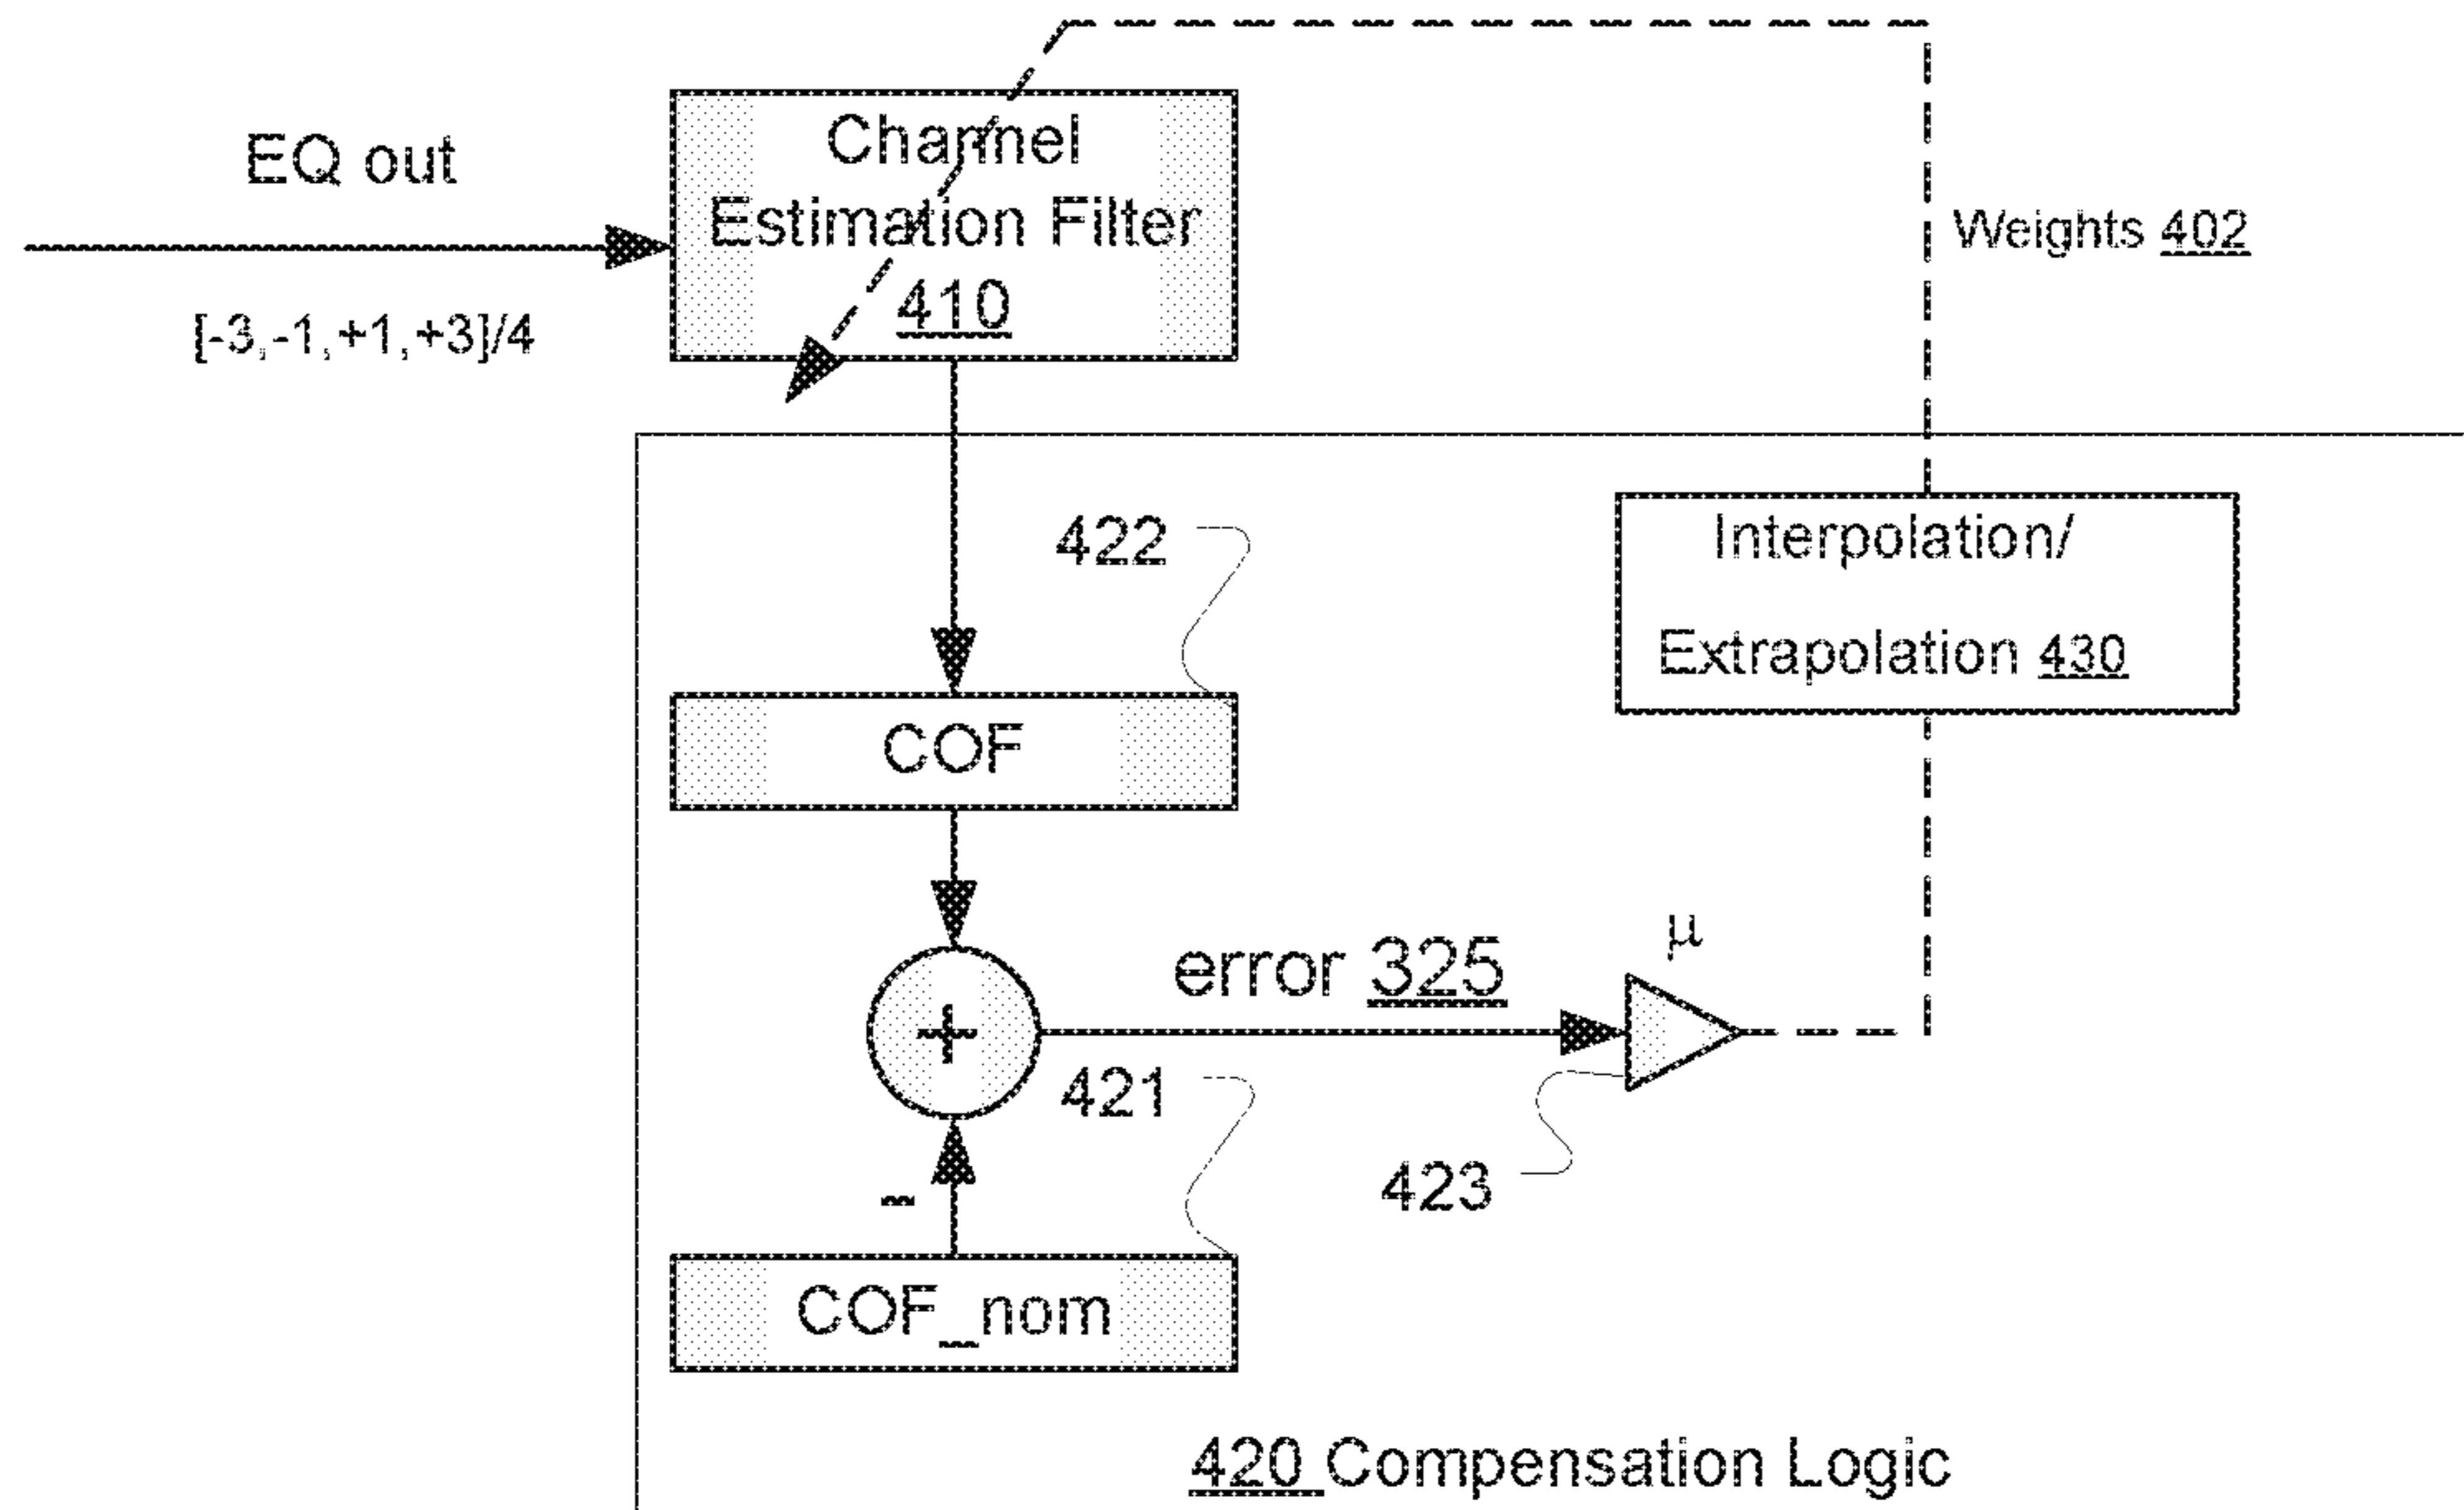 EQ out
[-3,-1,+1,+3]/4
Channel
Estimation Filter
410
Weights 402
422
Interpolation/
Extrapolation 430
COF
μ
error 325
+
421
423
-
COF_nom
420 Compensation Logic